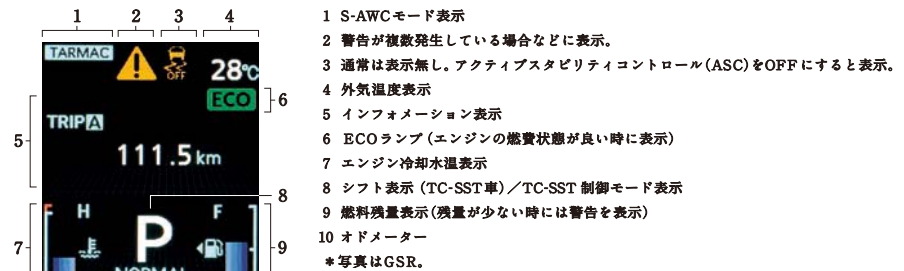 1 2 3 4
TARMAC
OFF
28℃
ECO
6
TRIP A
5
111.5 km
8
H F
7
P
9
1 S-AWCモード表示
2 警告が複数発生している場合などに表示。
3 通常は表示無し。アクティブスタビリティコントロール(ASC)をOFFにすると表示。
4 外気温度表示
5 インフォメーション表示
6 ECOランプ(エンジンの燃費状態が良い時に表示)
7 エンジン冷却水温表示
8 シフト表示(TC-SST車)/TC-SST制御モード表示
9 燃料残量表示(残量が少ない時には警告を表示)
10 オドメーター
*写真はGSR。